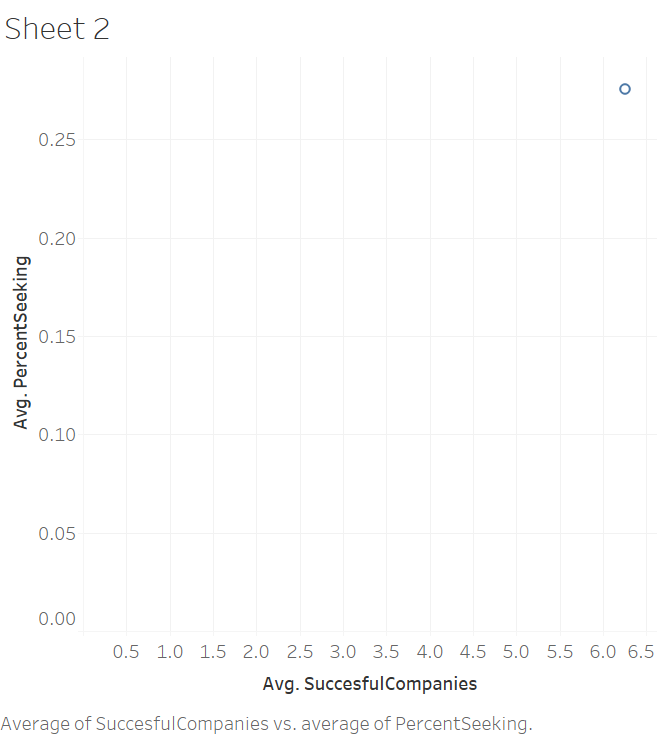 Sheet 2
0.25
0.20
0.15
0.10
0.05
0.00
Avg. PercentSeeking
0.5 1.0 1.5 2.0 2.5 3.0 3.5 4.0 4.5 5.0 5.5 6.0 6.5
Avg. SuccesfulCompanies
Average of SuccesfulCompanies vs. average of PercentSeeking.